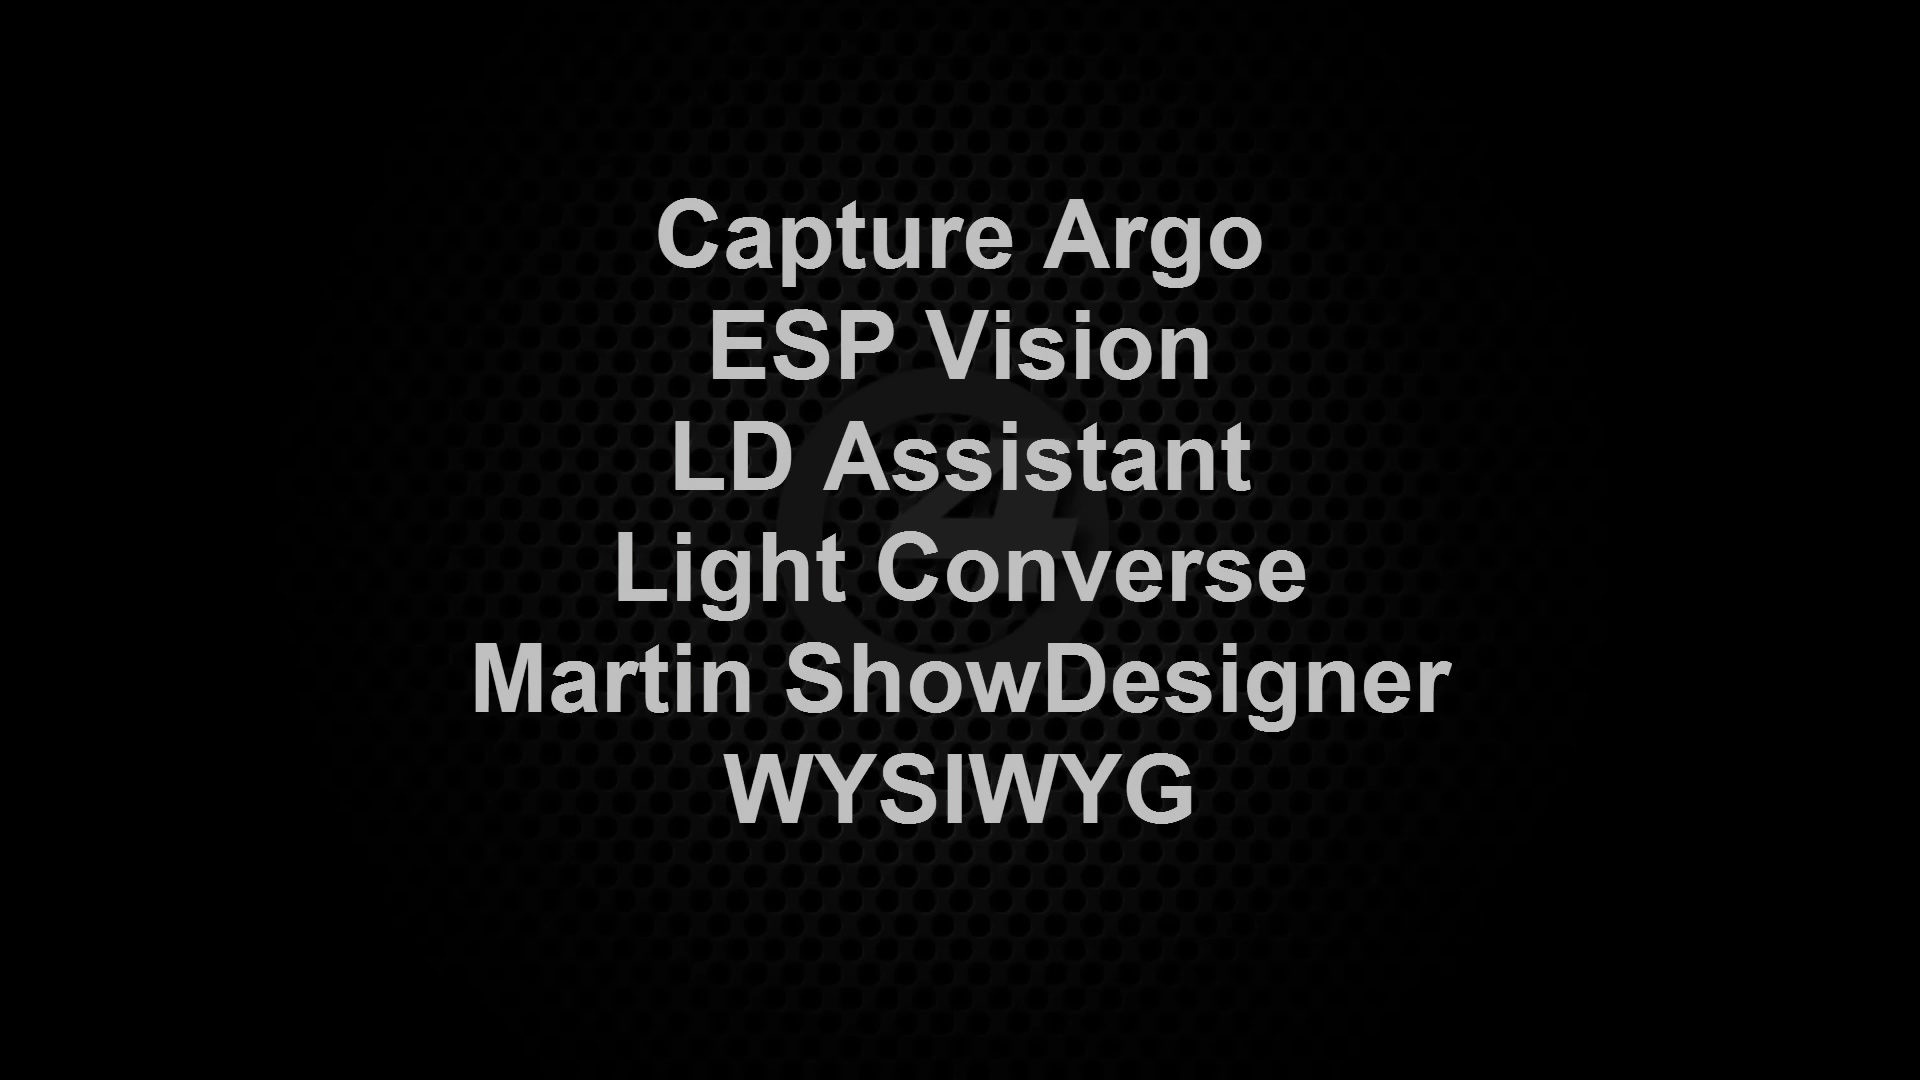 Capture Argo
ESP Vision
LD Assistant
Light Converse
Martin ShowDesigner
WYSIWYG